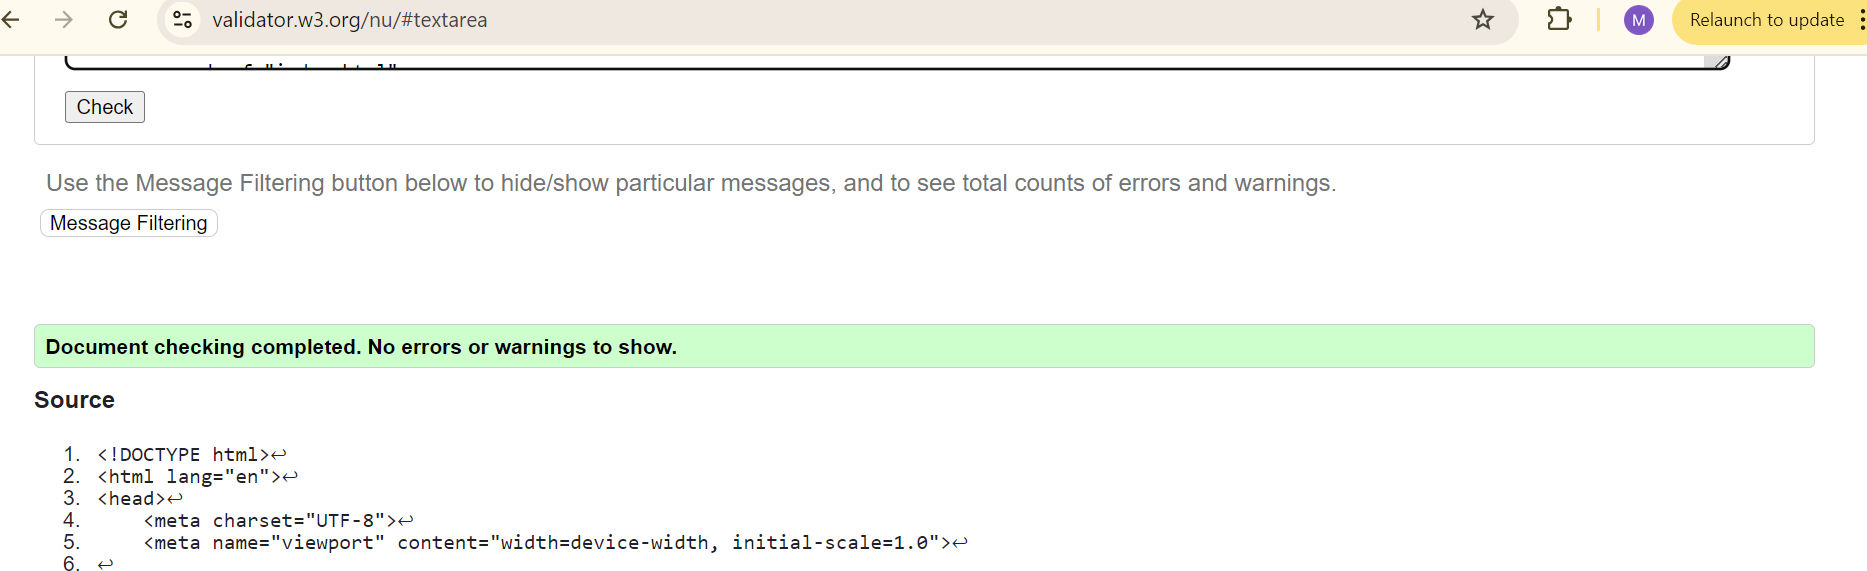 validator.w3.org/nu/#textarea
M
Relaunch to update
Check
Use the Message Filtering button below to hide/show particular messages, and to see total counts of errors and warnings.
Message Filtering
Document checking completed. No errors or warnings to show.
Source
1. <!DOCTYPE html>↩
2. <html lang="en">↩
3. <head>↩
4.     <meta charset="UTF-8">↩
5.     <meta name="viewport" content="width=device-width, initial-scale=1.0">↩
6. ↩